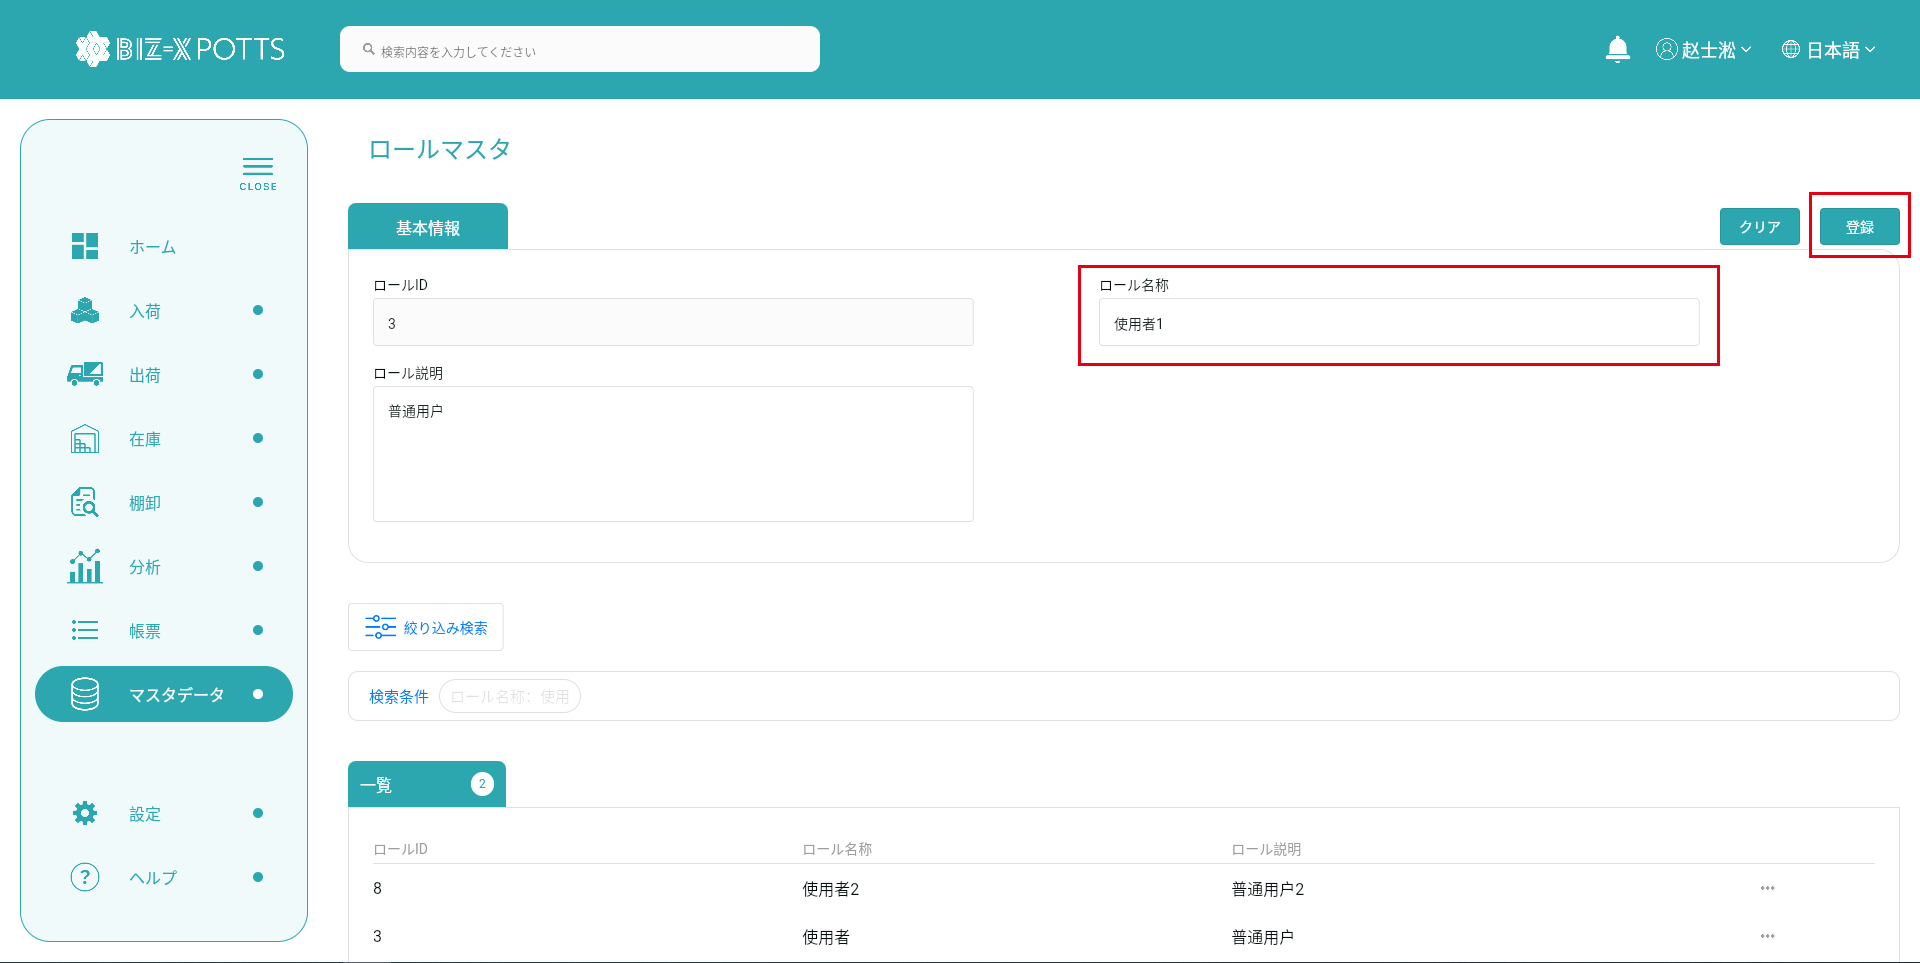 BIZ=X POTTS
検索内容を入力してください
赵士淞
日本語
CLOSE
ホーム
入荷
出荷
在庫
棚卸
分析
帳票
マスタデータ
設定
ヘルプ
ロールマスタ
基本情報
クリア
登録
ロールID
3
ロール名称
使用者1
ロール説明
普通用户
絞り込み検索
検索条件
ロール名称：使用
一覧 2
ロールID ロール名称 ロール説明
8 使用者2 普通用户2 •••
3 使用者 普通用户 •••